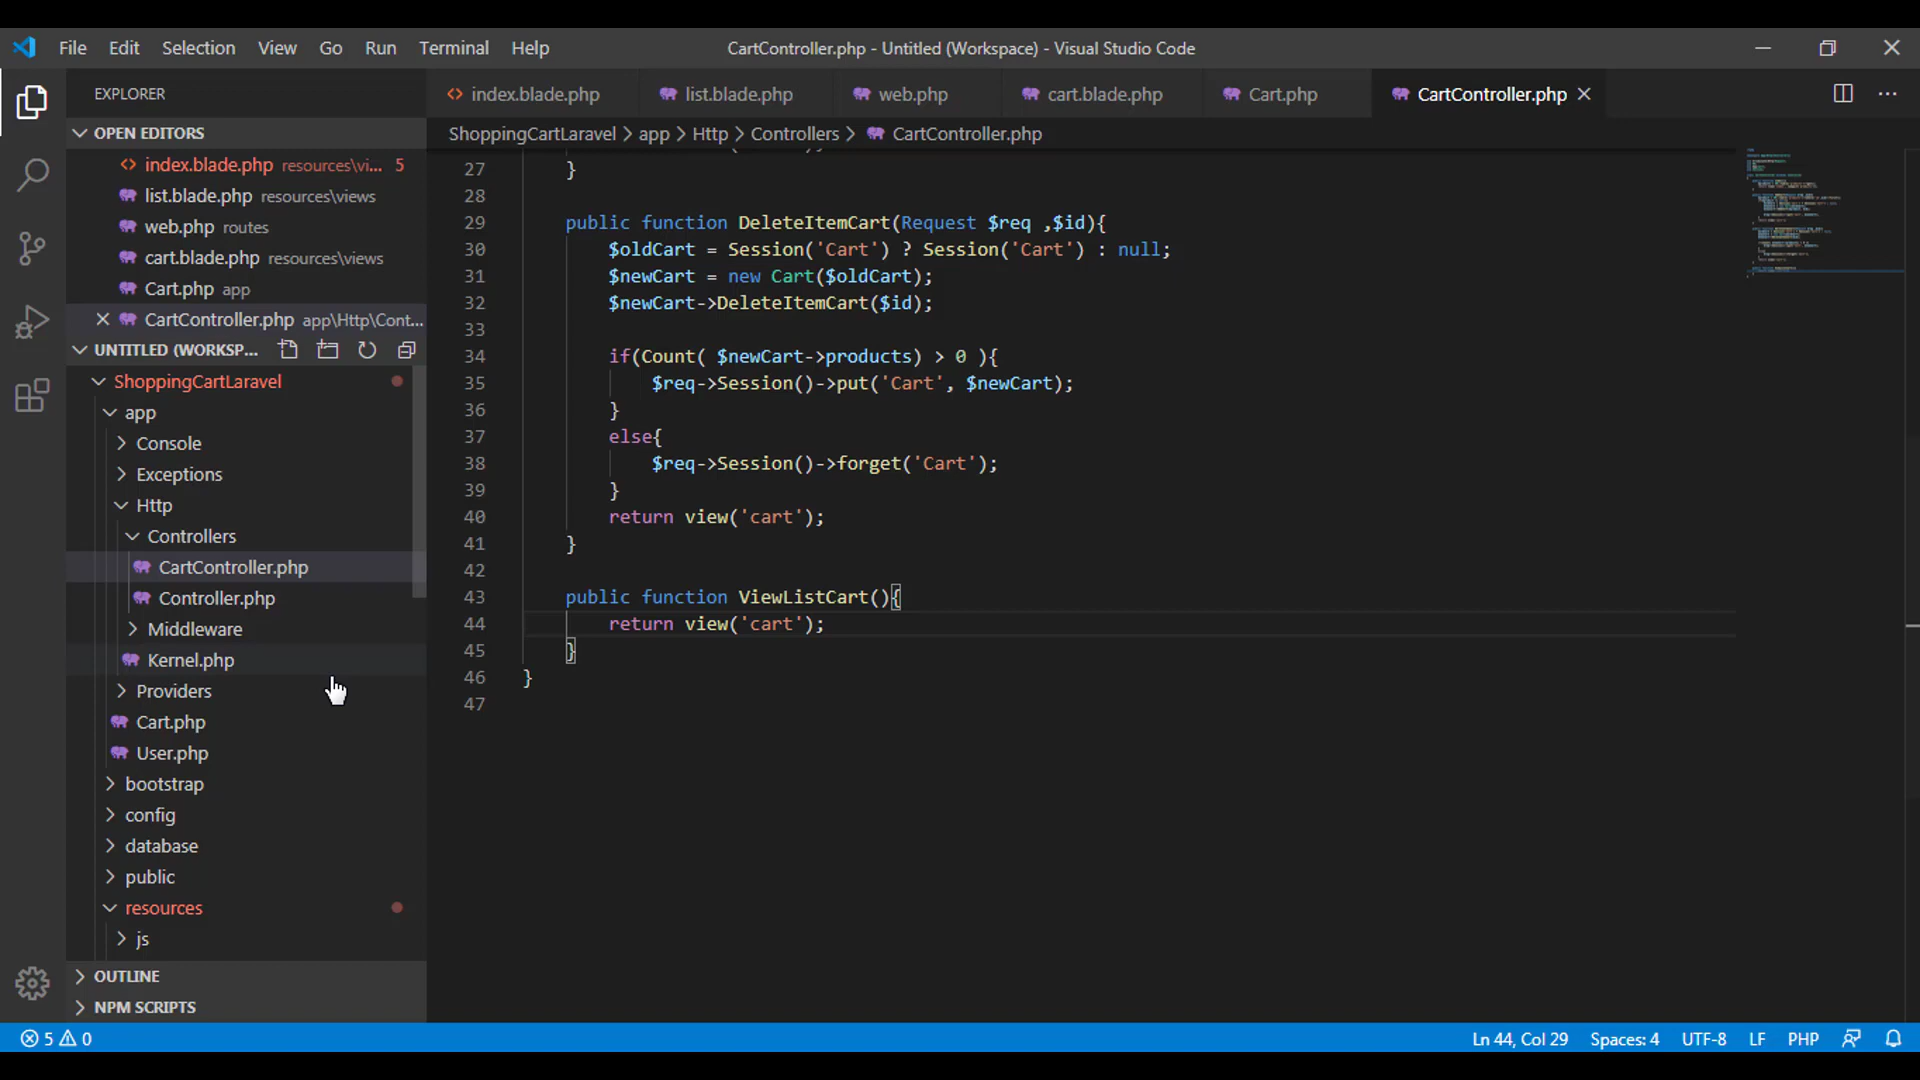 File Edit Selection View Go Run Terminal Help
CartController.php - Untitled (Workspace) - Visual Studio Code
EXPLORER
index.blade.php list.blade.php web.php cart.blade.php Cart.php CartController.php
OPEN EDITORS
ShoppingCartLaravel > app > Http > Controllers > CartController.php
index.blade.php resources\vi... 5
list.blade.php resources\views
web.php routes
cart.blade.php resources\views
Cart.php app
CartController.php app\Http\Cont...
UNTITLED (WORKSP...
ShoppingCartLaravel
app
Console
Exceptions
Http
Controllers
CartController.php
Controller.php
Middleware
Kernel.php
Providers
Cart.php
User.php
bootstrap
config
database
public
resources
js
OUTLINE
NPM SCRIPTS
27 }
28
29 public function DeleteItemCart(Request $req ,$id){
30 $oldCart = Session('Cart') ? Session('Cart') : null;
31 $newCart = new Cart($oldCart);
32 $newCart->DeleteItemCart($id);
33
34 if(Count( $newCart->products) > 0 ){
35 $req->Session()->put('Cart', $newCart);
36 }
37 else{
38 $req->Session()->forget('Cart');
39 }
40 return view('cart');
41 }
42
43 public function ViewListCart(){
44 return view('cart');
45 }
46 }
47
5 0
Ln 44, Col 29 Spaces: 4 UTF-8 LF PHP